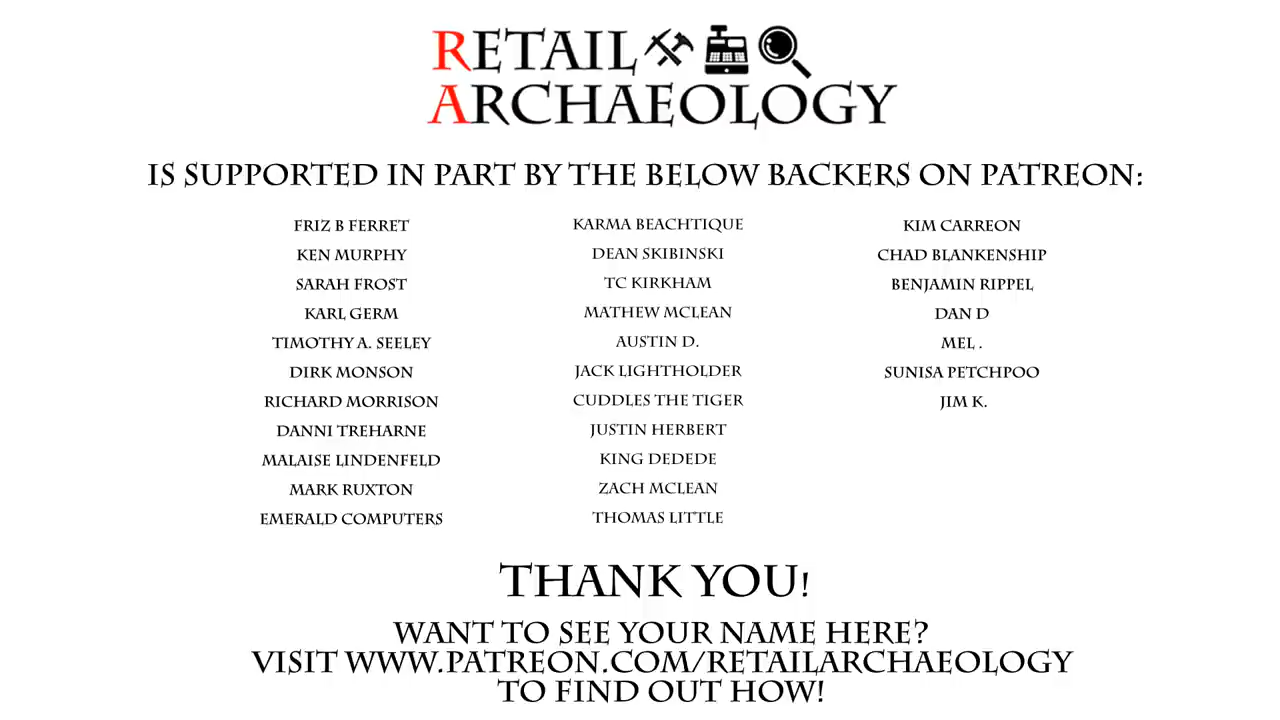 RETAIL
ARCHAEOLOGY
IS SUPPORTED IN PART BY THE BELOW BACKERS ON PATREON:
FRIZ B FERRET
KEN MURPHY
SARAH FROST
KARL GERM
TIMOTHY A. SEELEY
DIRK MONSON
RICHARD MORRISON
DANNI TREHARNE
MALAISE LINDENFELD
MARK RUXTON
EMERALD COMPUTERS
KARMA BEACHTIQUE
DEAN SKIBINSKI
TC KIRKHAM
MATHEW MCLEAN
AUSTIN D.
JACK LIGHTHOLDER
CUDDLES THE TIGER
JUSTIN HERBERT
KING DEDEDE
ZACH MCLEAN
THOMAS LITTLE
KIM CARREON
CHAD BLANKENSHIP
BENJAMIN RIPPEL
DAN D
MEL .
SUNISA PETCHPOO
JIM K.
THANK YOU!
WANT TO SEE YOUR NAME HERE?
VISIT WWW.PATREON.COM/RETAILARCHAEOLOGY
TO FIND OUT HOW!